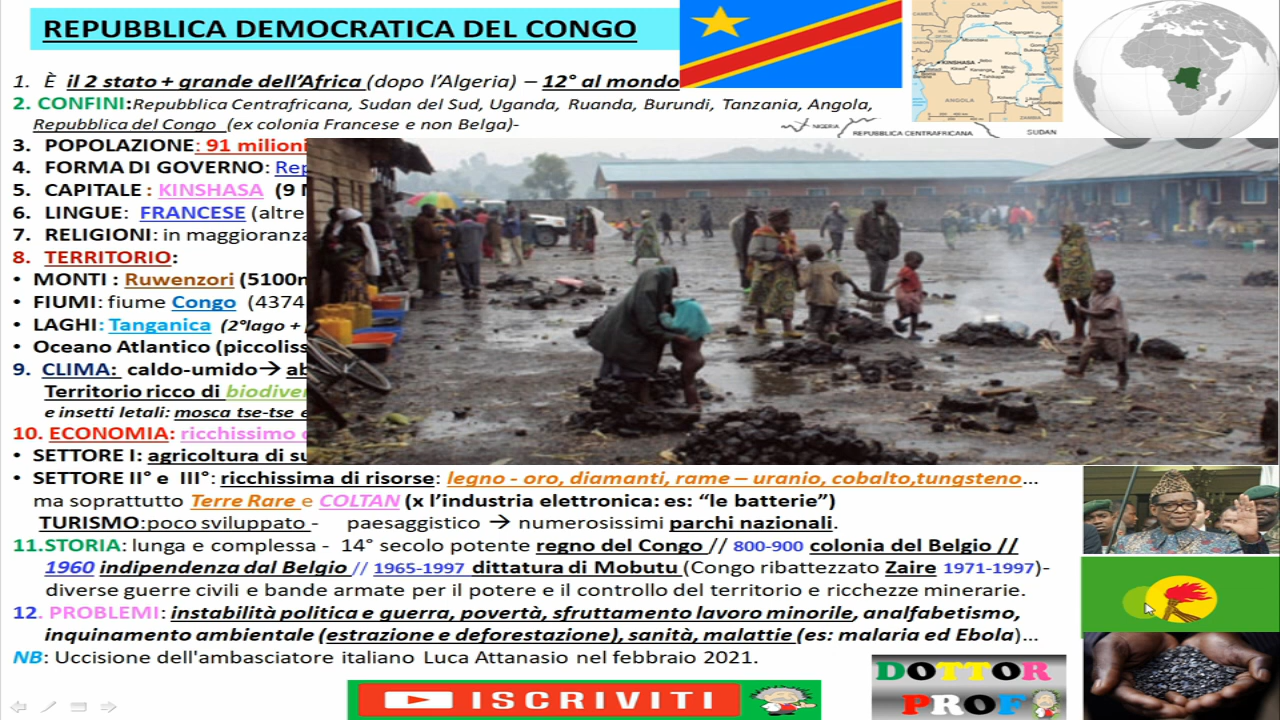 REPUBBLICA DEMOCRATICA DEL CONGO
1. È il 2 stato + grande dell'Africa (dopo l'Algeria) – 12° al mondo
2. CONFINI:Repubblica Centrafricana, Sudan del Sud, Uganda, Ruanda, Burundi, Tanzania, Angola,
Repubblica del Congo (ex colonia Francese e non Belga)-
NIGERIA
REPUBBLICA CENTRAFRICANA
SUDAN
KINSHASA
ANGOLA
3. POPOLAZIONE: 91 milioni
4. FORMA DI GOVERNO: Rep
5. CAPITALE : KINSHASA (9
6. LINGUE: FRANCESE (altre
7. RELIGIONI: in maggioranza
8. TERRITORIO:
• MONTI : Ruwenzori (5100m
• FIUMI: fiume Congo (4374
• LAGHI: Tanganica (2°lago +
• Oceano Atlantico (piccoliss
9. CLIMA: caldo-umido→ ab
Territorio ricco di biodiver
e insetti letali: mosca tse-tse e
10. ECONOMIA: ricchissimo
• SETTORE I: agricoltura di su
• SETTORE II° e III°: ricchissima di risorse: legno - oro, diamanti, rame – uranio, cobalto,tungsteno...
ma soprattutto Terre Rare e COLTAN (x l'industria elettronica: es: “le batterie”)
TURISMO:poco sviluppato - paesaggistico → numerosissimi parchi nazionali.
11.STORIA: lunga e complessa - 14° secolo potente regno del Congo // 800-900 colonia del Belgio //
1960 indipendenza dal Belgio // 1965-1997 dittatura di Mobutu (Congo ribattezzato Zaire 1971-1997)-
diverse guerre civili e bande armate per il potere e il controllo del territorio e ricchezze minerarie.
12. PROBLEMI: instabilità politica e guerra, povertà, sfruttamento lavoro minorile, analfabetismo,
inquinamento ambientale (estrazione e deforestazione), sanità, malattie (es: malaria ed Ebola)...
NB: Uccisione dell'ambasciatore italiano Luca Attanasio nel febbraio 2021.
ISCRIVITI
DOTTOR
PROF